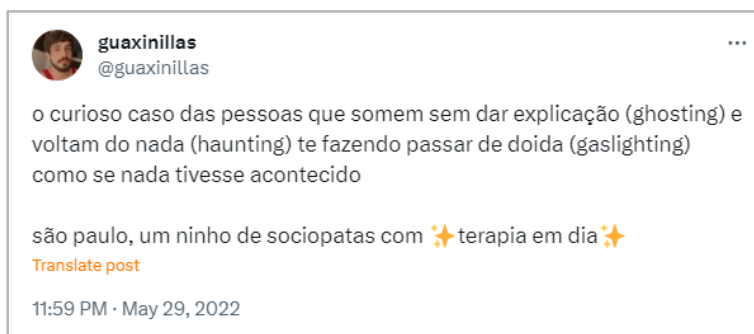 guaxinillas
@guaxinillas
o curioso caso das pessoas que somem sem dar explicação (ghosting) e
voltam do nada (haunting) te fazendo passar de doida (gaslighting)
como se nada tivesse acontecido
são paulo, um ninho de sociopatas com ✨terapia em dia✨
Translate post
11:59 PM · May 29, 2022